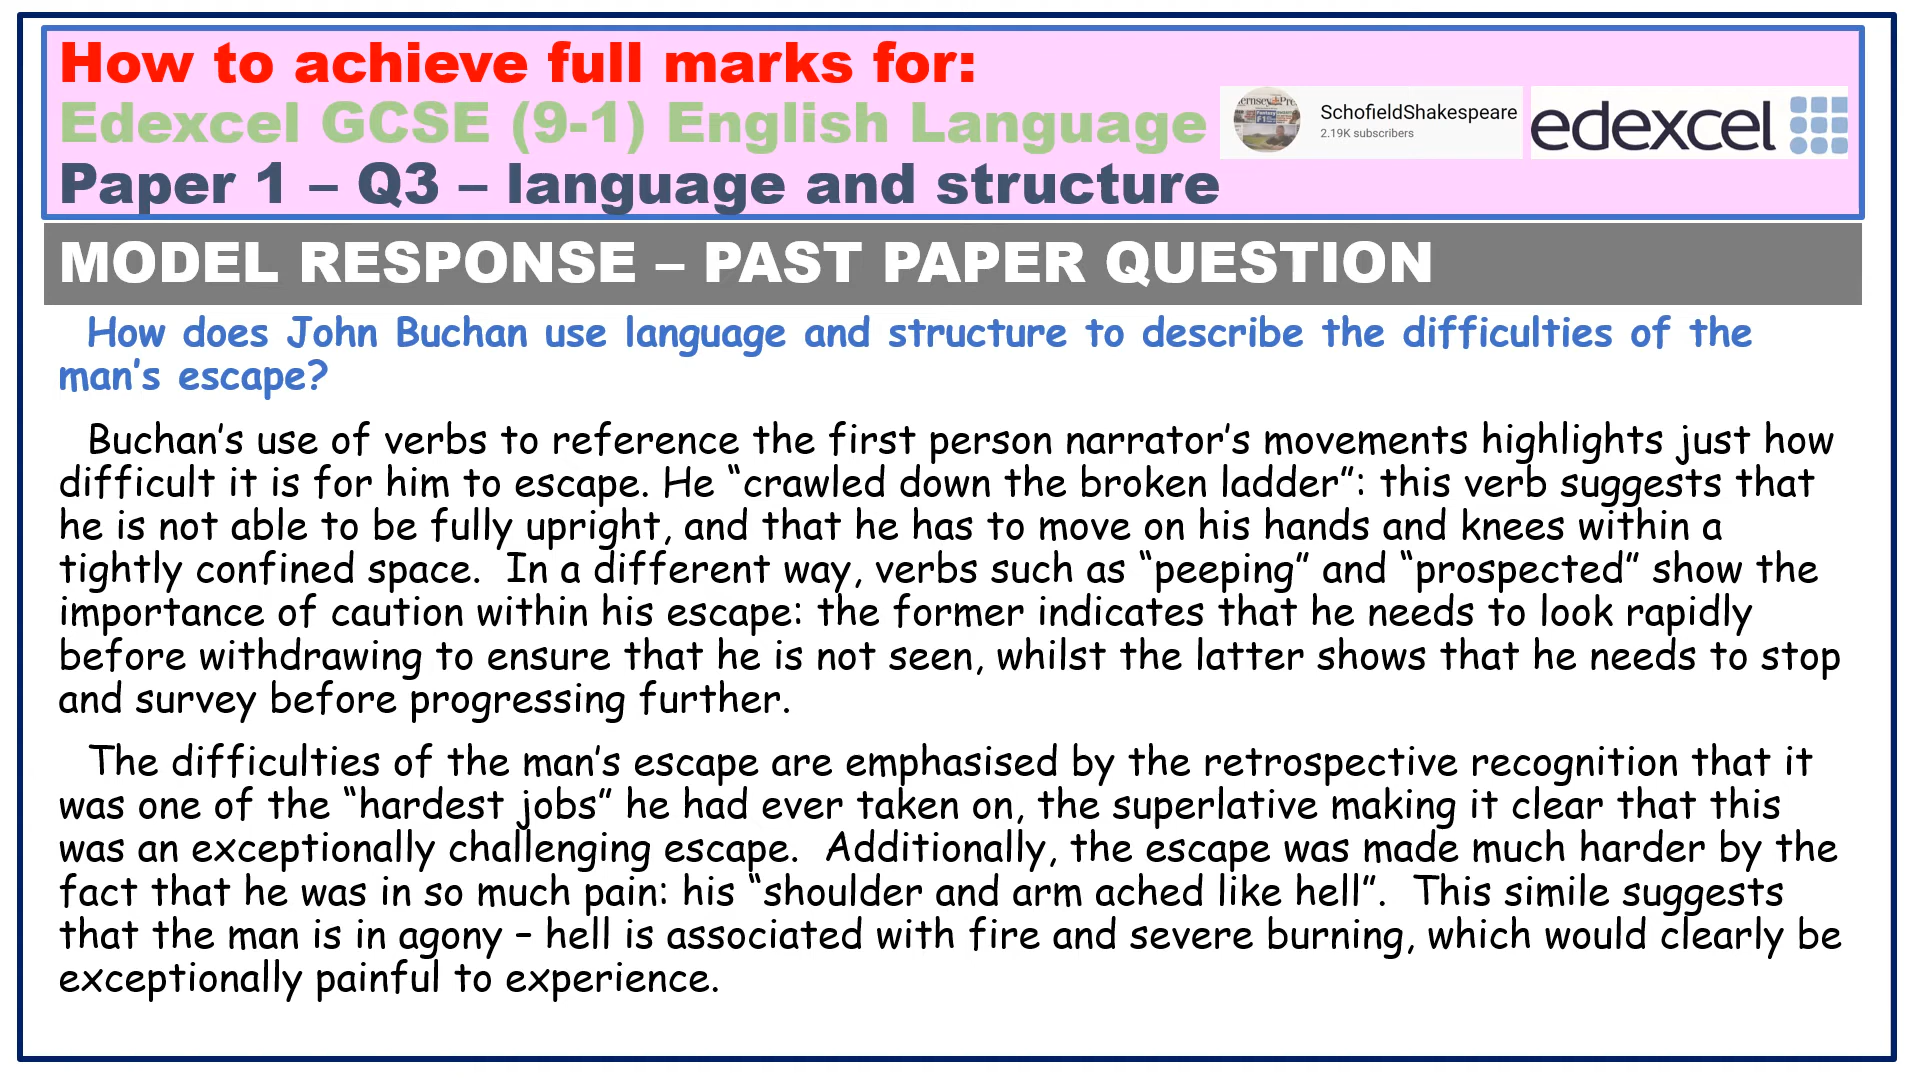 How to achieve full marks for:
Edexcel GCSE (9-1) English Language
Paper 1 – Q3 – language and structure
SchofieldShakespeare
2.19K subscribers
edexcel
MODEL RESPONSE – PAST PAPER QUESTION
How does John Buchan use language and structure to describe the difficulties of the
man’s escape?
Buchan’s use of verbs to reference the first person narrator’s movements highlights just how
difficult it is for him to escape. He “crawled down the broken ladder”: this verb suggests that
he is not able to be fully upright, and that he has to move on his hands and knees within a
tightly confined space.  In a different way, verbs such as “peeping” and “prospected” show the
importance of caution within his escape: the former indicates that he needs to look rapidly
before withdrawing to ensure that he is not seen, whilst the latter shows that he needs to stop
and survey before progressing further.
The difficulties of the man’s escape are emphasised by the retrospective recognition that it
was one of the “hardest jobs” he had ever taken on, the superlative making it clear that this
was an exceptionally challenging escape.  Additionally, the escape was made much harder by the
fact that he was in so much pain: his “shoulder and arm ached like hell”.  This simile suggests
that the man is in agony – hell is associated with fire and severe burning, which would clearly be
exceptionally painful to experience.